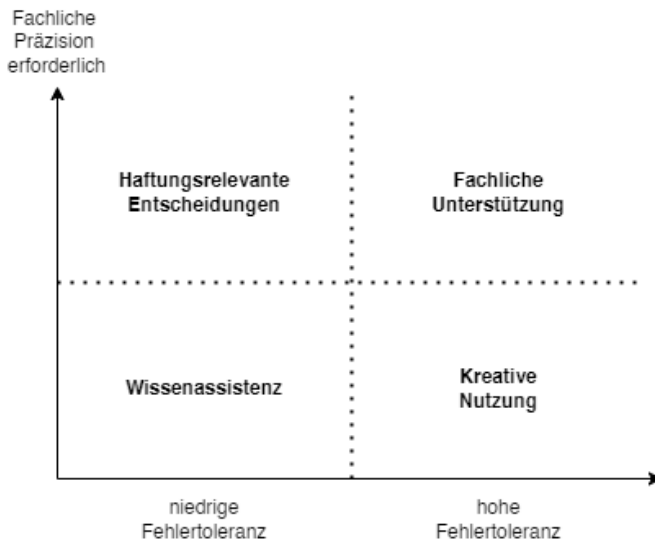 Fachliche
Präzision
erforderlich
Haftungsrelevante
Entscheidungen
Fachliche
Unterstützung
Wissenassistenz
Kreative
Nutzung
niedrige
Fehlertoleranz
hohe
Fehlertoleranz